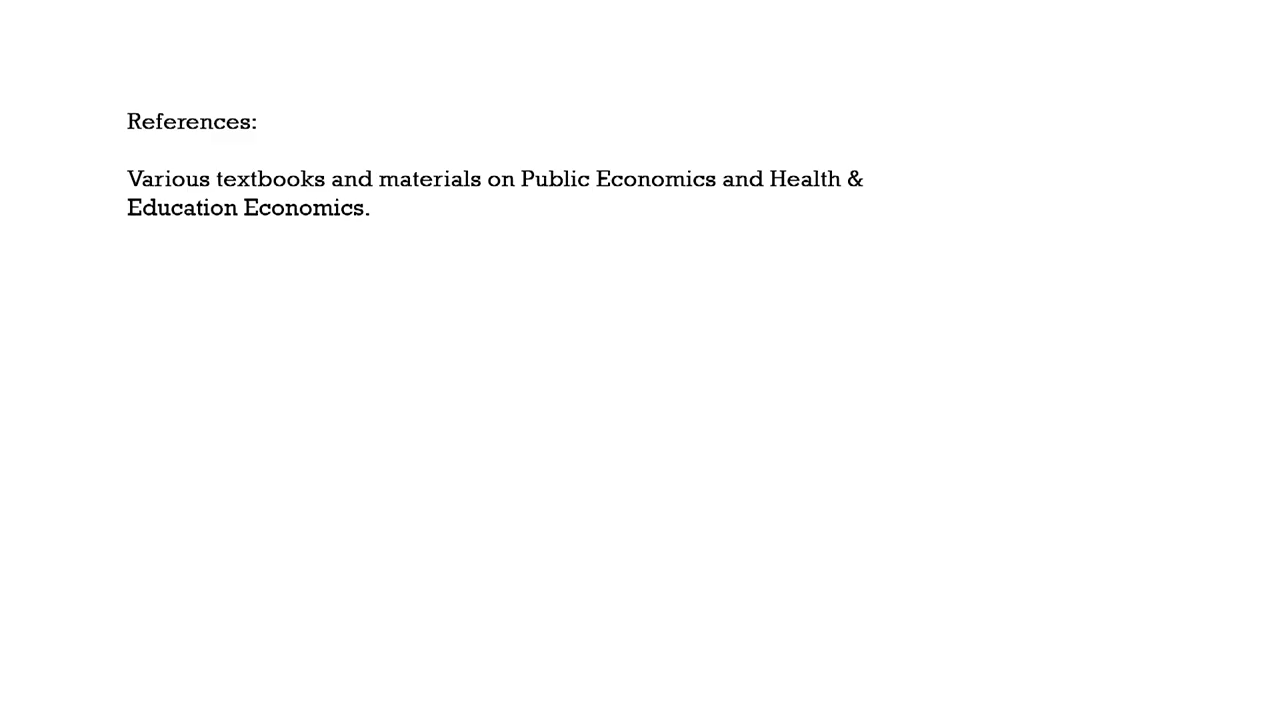 References:
Various textbooks and materials on Public Economics and Health &
Education Economics.